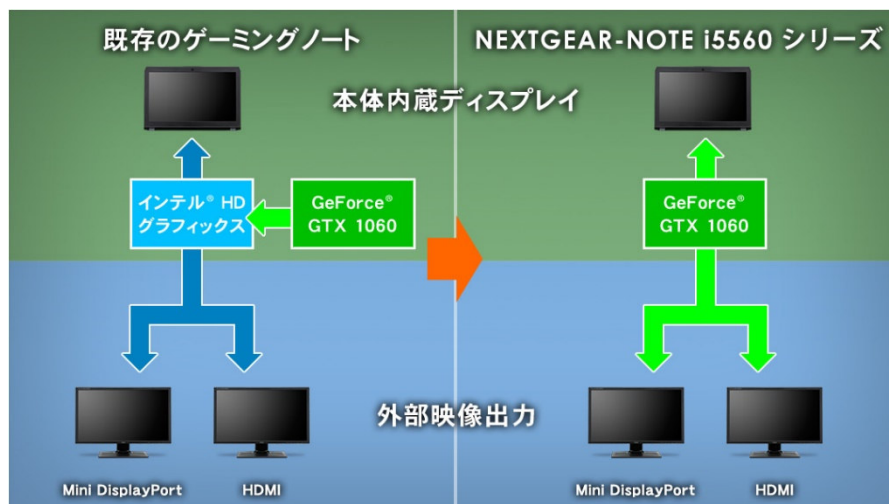 既存のゲーミングノート
NEXTGEAR-NOTE i5560 シリーズ
本体内蔵ディスプレイ
インテル® HD
グラフィックス
GeForce®
GTX 1060
GeForce®
GTX 1060
外部映像出力
Mini DisplayPort
HDMI
Mini DisplayPort
HDMI